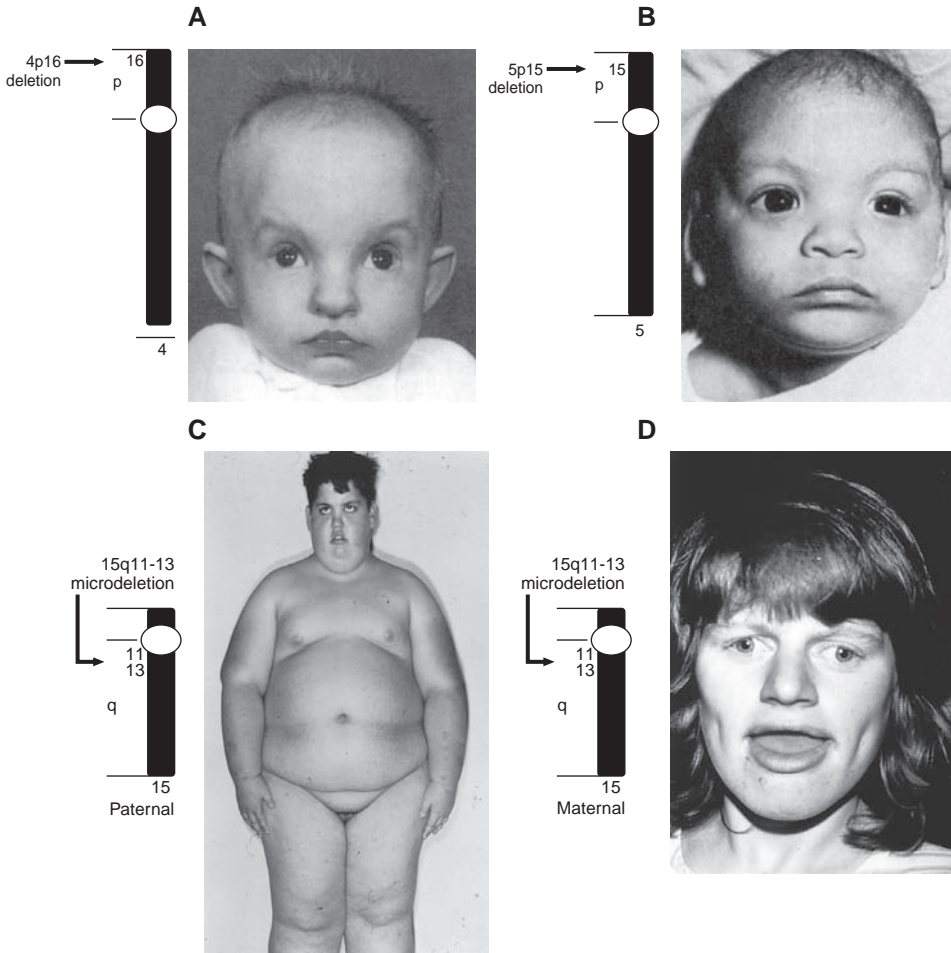 A
4p16
deletion
16
p
4
B
5p15
deletion
15
p
5
C
15q11-13
microdeletion
11
13
q
15
Paternal
D
15q11-13
microdeletion
11
13
q
15
Maternal